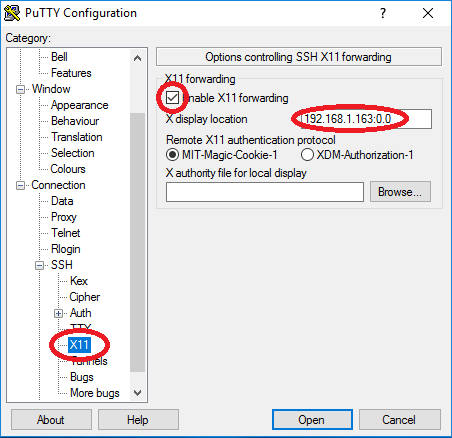 PuTTY Configuration
?
Category:
Bell
Features
Window
Appearance
Behaviour
Translation
Selection
Colours
Connection
Data
Proxy
Telnet
Rlogin
SSH
Kex
Cipher
Auth
TTY
X11
Tunnels
Bugs
More bugs
Options controlling SSH X11 forwarding
X11 forwarding
Enable X11 forwarding
X display location
192.168.1.163:0.0
Remote X11 authentication protocol
MIT-Magic-Cookie-1 XDM-Authorization-1
X authority file for local display
Browse...
About Help Open Cancel